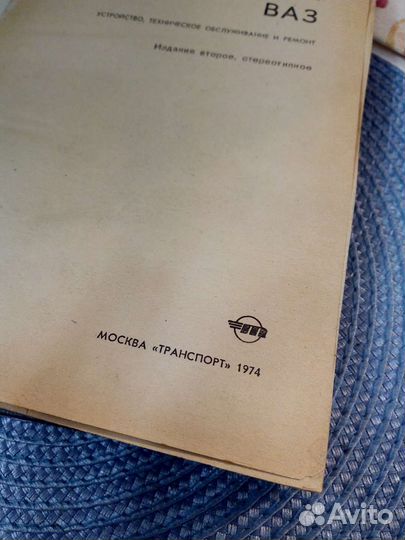 ВАЗ
УСТРОЙСТВО, ТЕХНИЧЕСКОЕ ОБСЛУЖИВАНИЕ И РЕМОНТ
Издание второе, стереотипное
МОСКВА «ТРАНСПОРТ» 1974
Avito